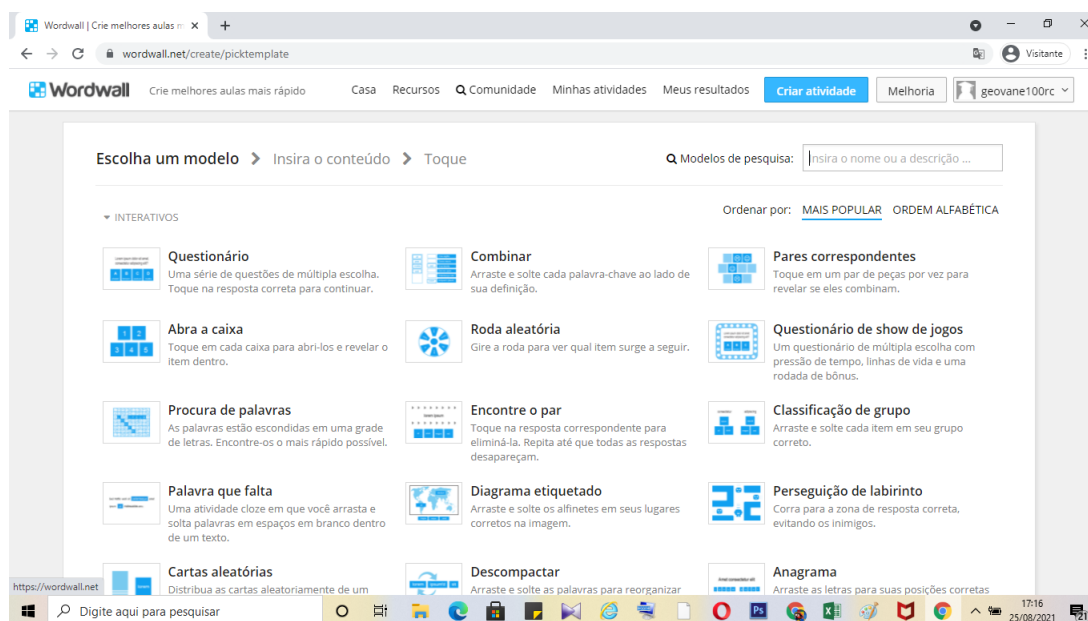 Wordwall | Crie melhores aulas m
wordwall.net/create/picktemplate
Visitante
Wordwall
Crie melhores aulas mais rápido
Casa
Recursos
Comunidade
Minhas atividades
Meus resultados
Criar atividade
Melhoria
geovane100rc
Escolha um modelo
Insira o conteúdo
Toque
Modelos de pesquisa:
Insira o nome ou a descrição ...
INTERATIVOS
Ordenar por: MAIS POPULAR ORDEM ALFABÉTICA
Questionário
Uma série de questões de múltipla escolha.
Toque na resposta correta para continuar.
Combinar
Arraste e solte cada palavra-chave ao lado de
sua definição.
Pares correspondentes
Toque em um par de peças por vez para
revelar se eles combinam.
Abra a caixa
Toque em cada caixa para abri-los e revelar o
item dentro.
Roda aleatória
Gire a roda para ver qual item surge a seguir.
Questionário de show de jogos
Um questionário de múltipla escolha com
pressão de tempo, linhas de vida e uma
rodada de bônus.
Procura de palavras
As palavras estão escondidas em uma grade
de letras. Encontre-os o mais rápido possível.
Encontre o par
Toque na resposta correspondente para
eliminá-la. Repita até que todas as respostas
desapareçam.
Classificação de grupo
Arraste e solte cada item em seu grupo
correto.
Palavra que falta
Uma atividade cloze em que você arrasta e
solta palavras em espaços em branco dentro
de um texto.
Diagrama etiquetado
Arraste e solte os alfinetes em seus lugares
corretos na imagem.
Perseguição de labirinto
Corra para a zona de resposta correta,
evitando os inimigos.
Cartas aleatórias
Distribua as cartas aleatoriamente de um
Descompactar
Arraste e solte as palavras para reorganizar
Anagrama
Arraste as letras para suas posições corretas
https://wordwall.net
Digite aqui para pesquisar
17:16
25/08/2021